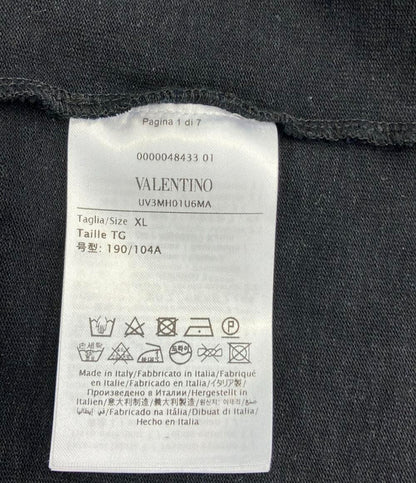 Pagina 1 di 7
0000048433 01
VALENTINO
UV3MH01U6MA
Taglia/Size XL
Taille TG
号型: 190/104A
Made in Italy/Fabbricato in Italia/Fabriqué
en Italie/Fabricado en Italia/イタリア製/
Произведено в Италии/Hergestellt in
Italien/意大利制造/義大利製造/원산지: 이태리/
صنع في إيطاليا/Fabricado na Itália/Dibuat di Italia/
Hecho en Italia